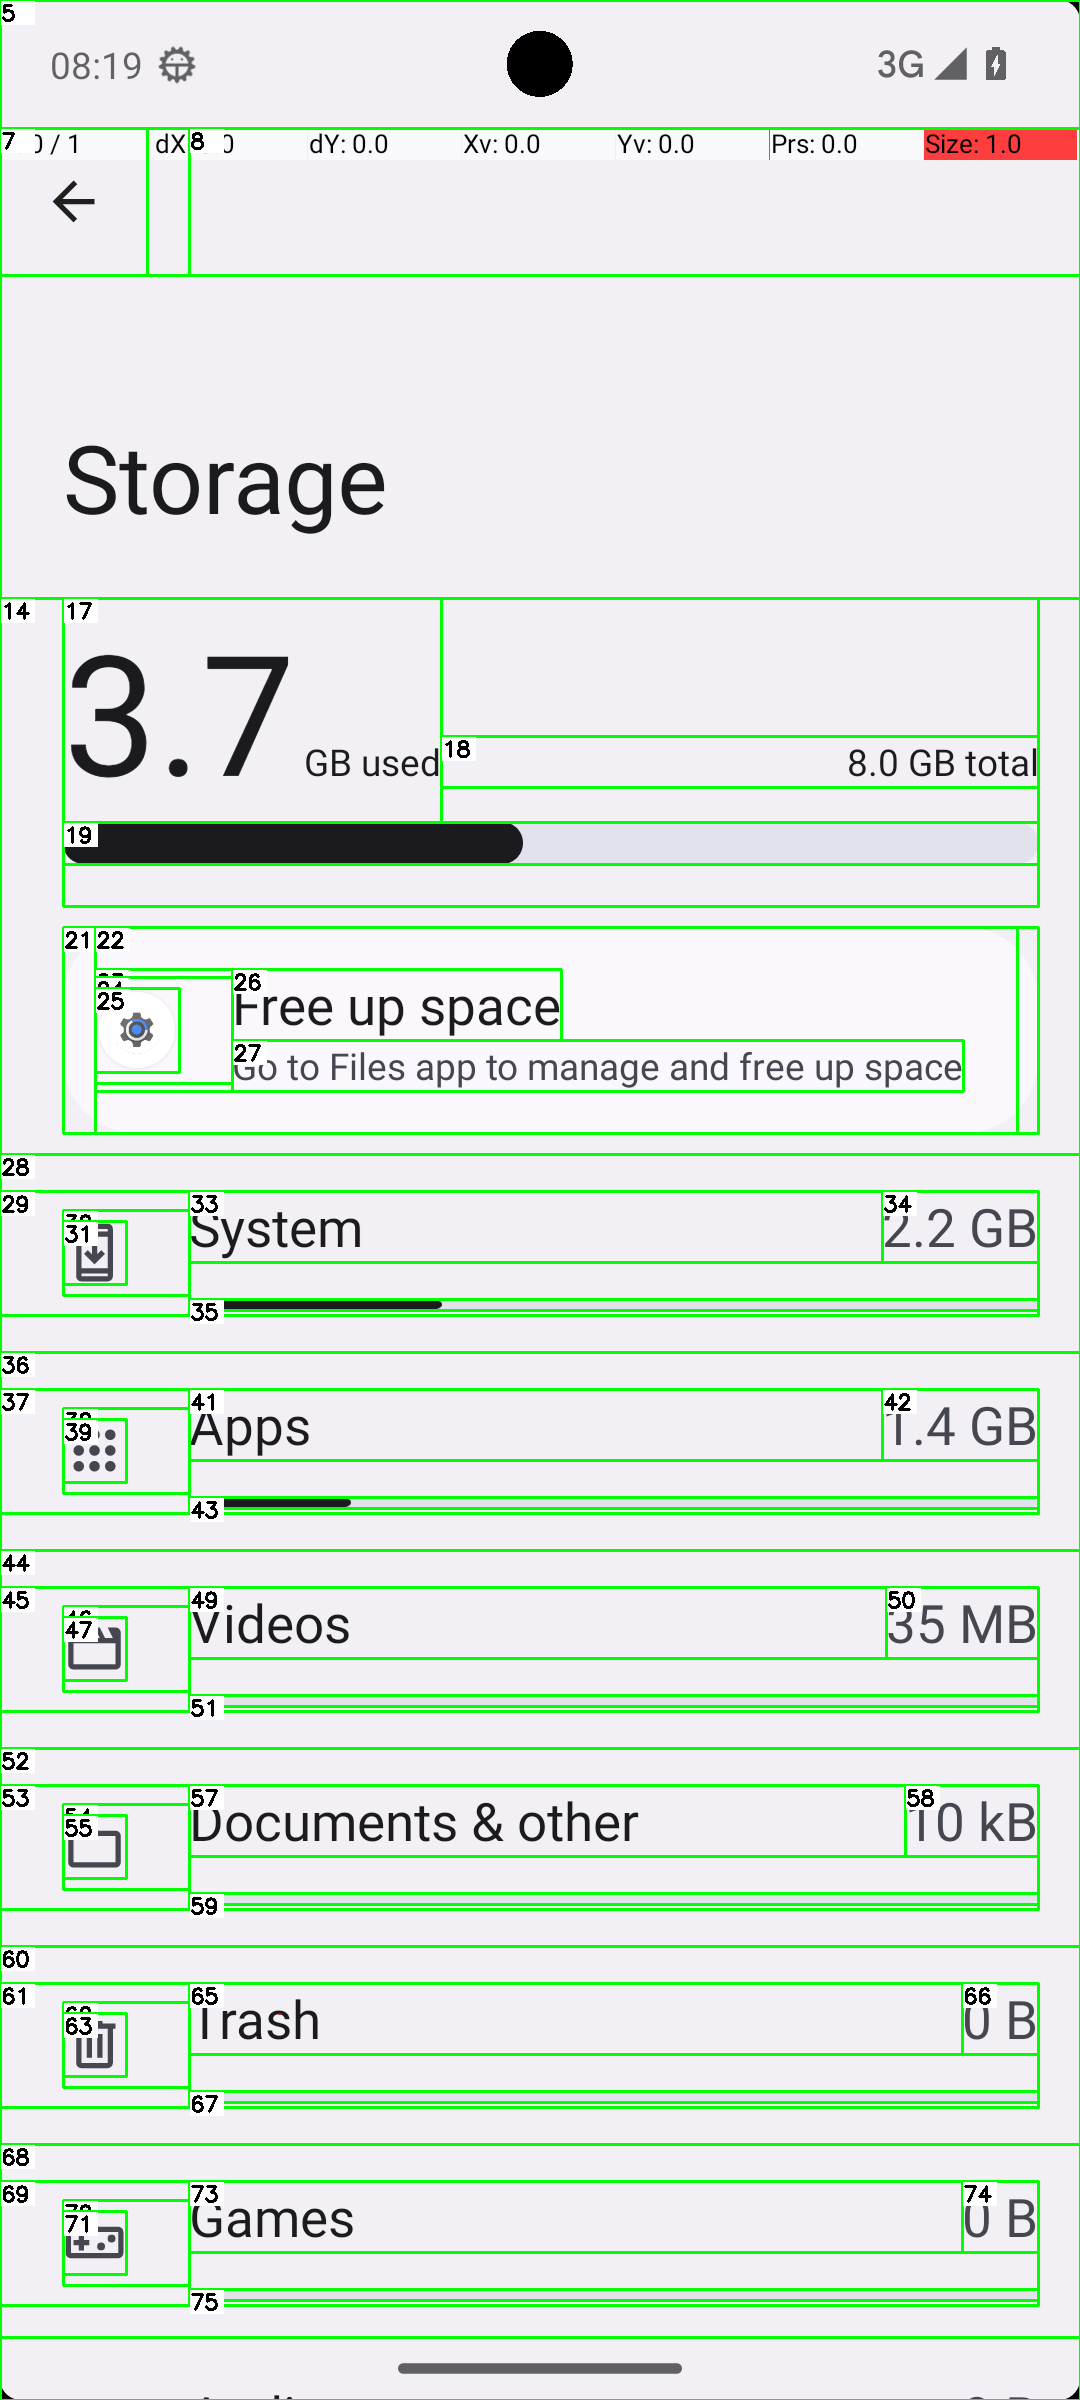 5
08:19 3G
7 0 / 1 dX 8 0 dY: 0.0 Xv: 0.0 Yv: 0.0 Prs: 0.0 Size: 1.0
Storage
14 17
3.7 GB used 18 8.0 GB total
19
21 22
25 26 Free up space
27 Go to Files app to manage and free up space
28
29 31 33 System 34 2.2 GB
35
36
37 39 41 Apps 42 1.4 GB
43
44
45 47 49 Videos 50 35 MB
51
52
53 55 57 Documents & other 58 10 kB
59
60
61 63 65 Trash 66 0 B
67
68
69 71 73 Games 74 0 B
75